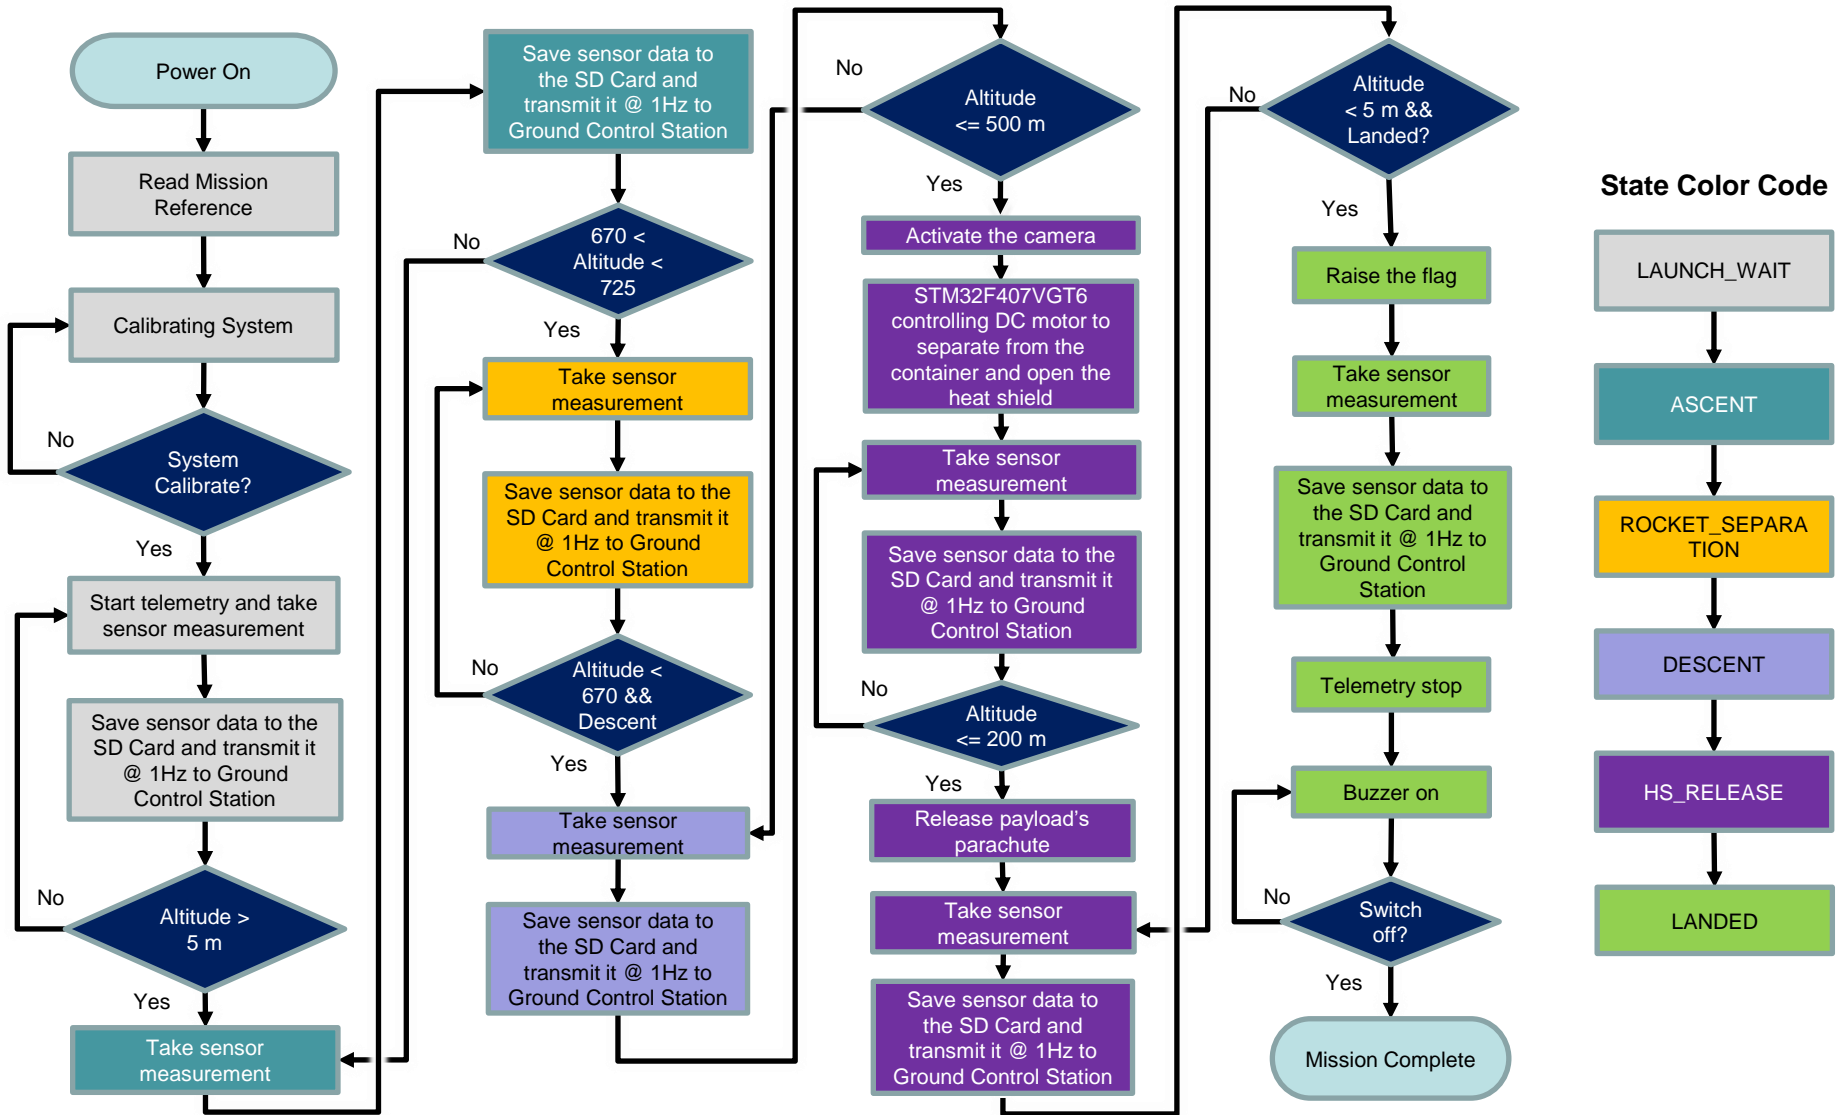 Power On
Read Mission
Reference
Calibrating System
No
System
Calibrate?
Yes
Start telemetry and take
sensor measurement
Save sensor data to the
SD Card and transmit it
@ 1Hz to Ground
Control Station
No
Altitude >
5 m
Yes
Take sensor
measurement
Save sensor data to
the SD Card and
transmit it @ 1Hz to
Ground Control Station
No
670 <
Altitude <
725
Yes
Take sensor
measurement
Save sensor data to the
SD Card and transmit it
@ 1Hz to Ground
Control Station
No
Altitude <
670 &&
Descent
Yes
Take sensor
measurement
Save sensor data to
the SD Card and
transmit it @ 1Hz to
Ground Control Station
No
Altitude
<= 500 m
Yes
Activate the camera
STM32F407VGT6
controlling DC motor to
separate from the
container and open the
heat shield
Take sensor
measurement
Save sensor data to the
SD Card and transmit it
@ 1Hz to Ground
Control Station
No
Altitude
<= 200 m
Yes
Release payload's
parachute
Take sensor
measurement
Save sensor data to
the SD Card and
transmit it @ 1Hz to
Ground Control Station
No
Altitude
< 5 m &&
Landed?
Yes
Raise the flag
Take sensor
measurement
Save sensor data to
the SD Card and
transmit it @ 1Hz to
Ground Control
Station
Telemetry stop
Buzzer on
No
Switch
off?
Yes
Mission Complete
State Color Code
LAUNCH_WAIT
ASCENT
ROCKET_SEPARA
TION
DESCENT
HS_RELEASE
LANDED